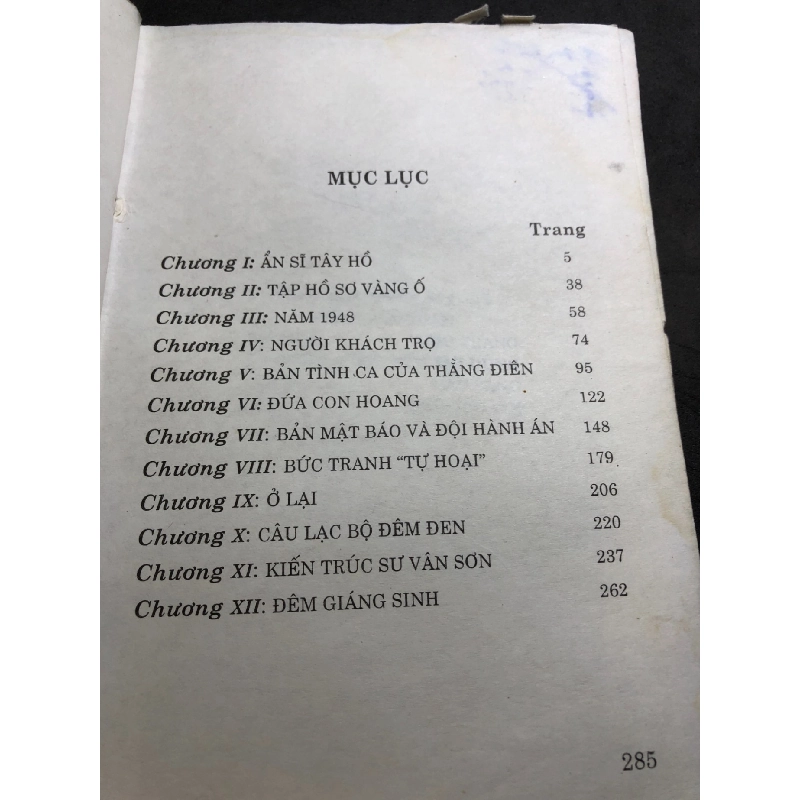 MỤC LỤC
Trang
Chương I: ẨN SĨ TÂY HỒ 5
Chương II: TẬP HỒ SƠ VÀNG Ố 38
Chương III: NĂM 1948 58
Chương IV: NGƯỜI KHÁCH TRỌ 74
Chương V: BẢN TÌNH CA CỦA THẰNG ĐIÊN 95
Chương VI: ĐỨA CON HOANG 122
Chương VII: BẢN MẬT BÁO VÀ ĐỘI HÀNH ÁN 148
Chương VIII: BỨC TRANH “TỰ HOẠI” 179
Chương IX: Ở LẠI 206
Chương X: CÂU LẠC BỘ ĐÊM ĐEN 220
Chương XI: KIẾN TRÚC SƯ VÂN SƠN 237
Chương XII: ĐÊM GIÁNG SINH 262
285